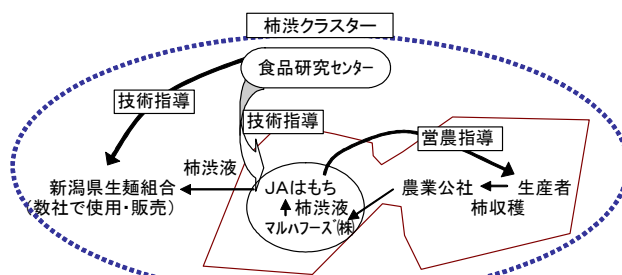 柿渋クラスター
食品研究センター
技術指導
技術指導
営農指導
柿渋液
新潟県生麺組合
(数社で使用・販売)
JAはもち
柿渋液
マルハフーズ㈱
農業公社
生産者
柿収穫